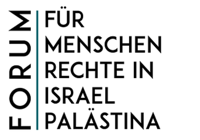 FORUM
FÜR
MENSCHEN
RECHTE IN
ISRAEL
PALÄSTINA